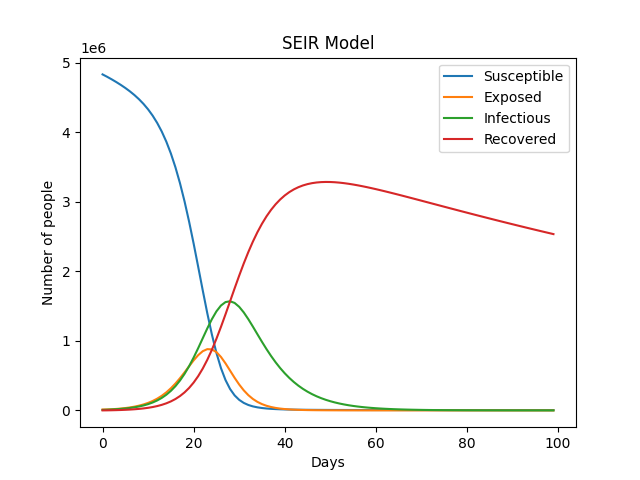 SEIR Model
1e6
5
4
3
2
1
0
Number of people
0 20 40 60 80 100
Days
Susceptible
Exposed
Infectious
Recovered